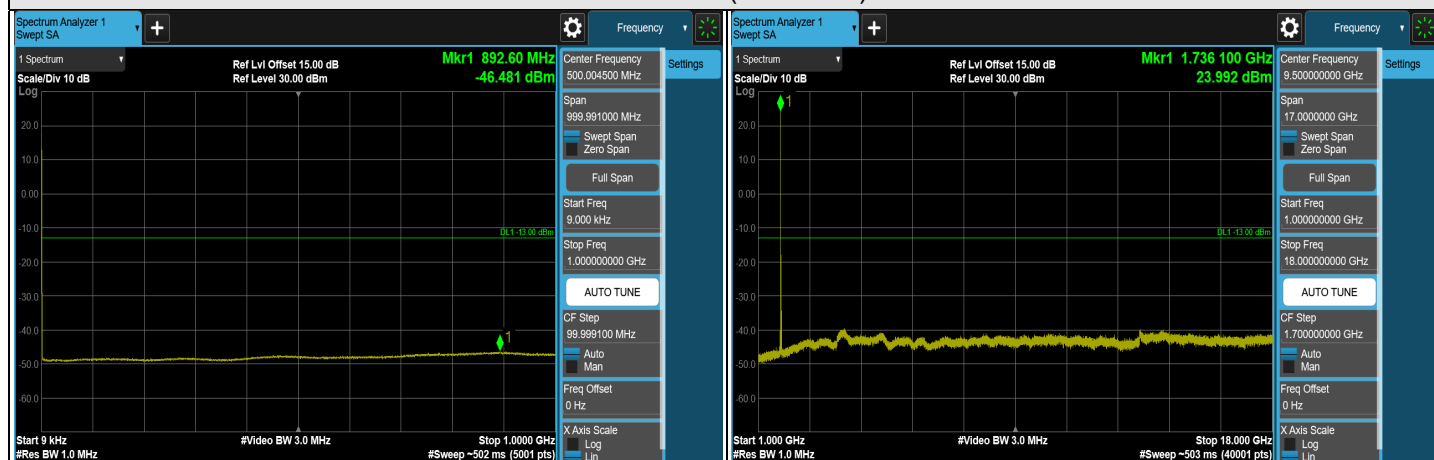 Spectrum Analyzer 1
Swept SA
+
Frequency
1 Spectrum
Scale/Div 10 dB
Log
Ref Lvl Offset 15.00 dB
Ref Level 30.00 dBm
Mkr1 892.60 MHz
-46.481 dBm
20.0
10.0
0.00
-10.0
-20.0
-30.0
-40.0
-50.0
-60.0
DL1 -13.00 dBm
1
Start 9 kHz
#Res BW 1.0 MHz
#Video BW 3.0 MHz
Stop 1.0000 GHz
#Sweep ~502 ms (5001 pts)
Center Frequency
500.004500 MHz
Settings
Span
999.991000 MHz
Swept Span
Zero Span
Full Span
Start Freq
9.000 kHz
Stop Freq
1.000000000 GHz
AUTO TUNE
CF Step
99.999100 MHz
Auto
Man
Freq Offset
0 Hz
X Axis Scale
Log
Lin
Spectrum Analyzer 1
Swept SA
+
Frequency
1 Spectrum
Scale/Div 10 dB
Log
Ref Lvl Offset 15.00 dB
Ref Level 30.00 dBm
Mkr1 1.736 100 GHz
23.992 dBm
1
20.0
10.0
0.00
-10.0
-20.0
-30.0
-40.0
-50.0
-60.0
DL1 -13.00 dBm
Start 1.000 GHz
#Res BW 1.0 MHz
#Video BW 3.0 MHz
Stop 18.000 GHz
#Sweep ~503 ms (40001 pts)
Center Frequency
9.500000000 GHz
Settings
Span
17.0000000 GHz
Swept Span
Zero Span
Full Span
Start Freq
1.000000000 GHz
Stop Freq
18.000000000 GHz
AUTO TUNE
CF Step
1.700000000 GHz
Auto
Man
Freq Offset
0 Hz
X Axis Scale
Log
Lin